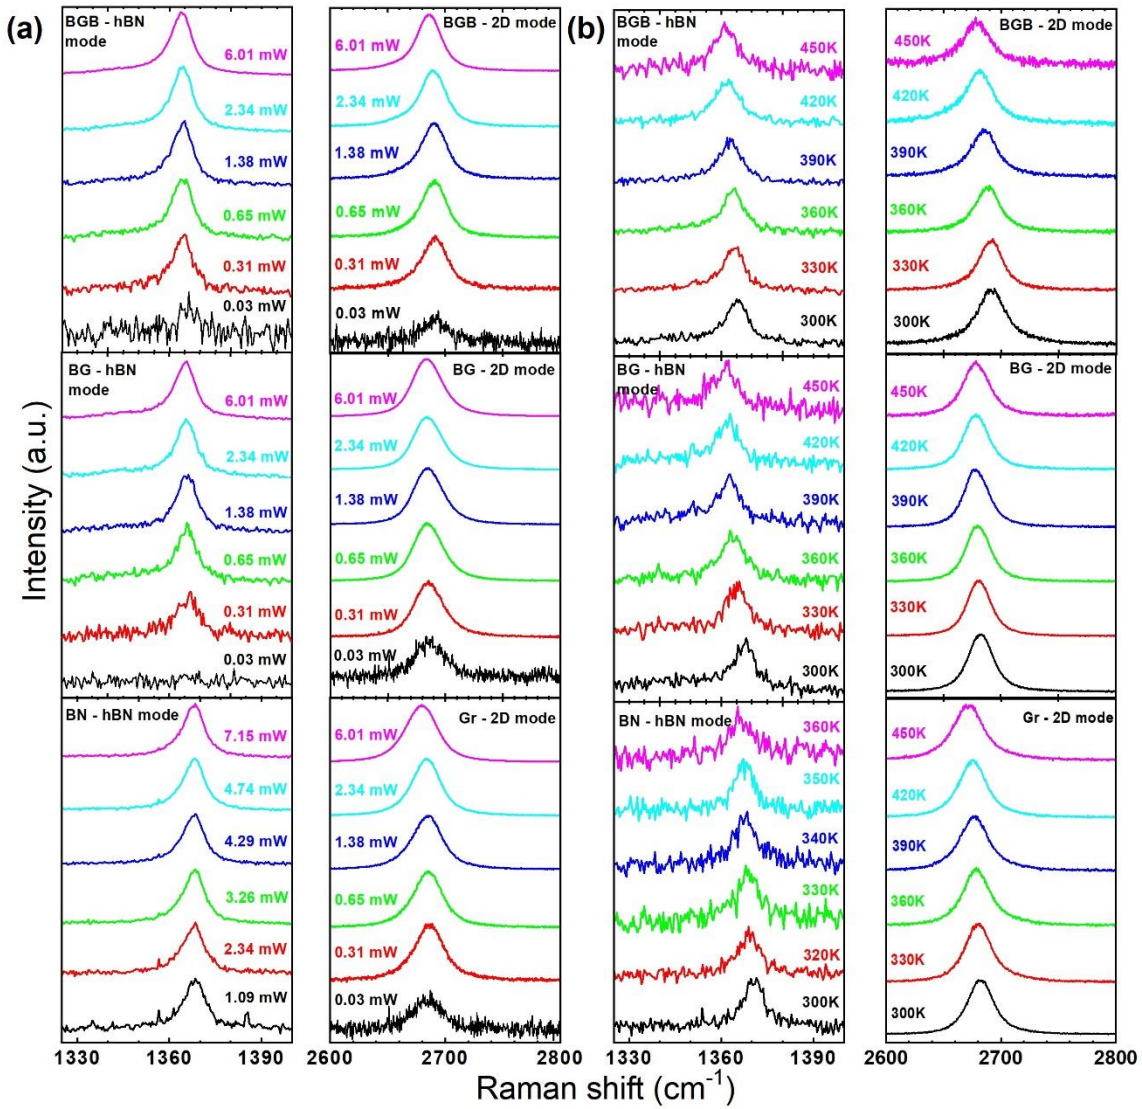 (a)
BGB - hBN
mode
6.01 mW
2.34 mW
1.38 mW
0.65 mW
0.31 mW
0.03 mW
BGB - 2D mode
6.01 mW
2.34 mW
1.38 mW
0.65 mW
0.31 mW
0.03 mW
BG - hBN
mode
6.01 mW
2.34 mW
1.38 mW
0.65 mW
0.31 mW
0.03 mW
BG - 2D mode
6.01 mW
2.34 mW
1.38 mW
0.65 mW
0.31 mW
0.03 mW
BN - hBN mode
7.15 mW
4.74 mW
4.29 mW
3.26 mW
2.34 mW
1.09 mW
Gr - 2D mode
6.01 mW
2.34 mW
1.38 mW
0.65 mW
0.31 mW
0.03 mW
(b)
BGB - hBN
mode
450K
420K
390K
360K
330K
300K
BGB - 2D mode
450K
420K
390K
360K
330K
300K
BG - hBN
mode
450K
420K
390K
360K
330K
300K
BG - 2D mode
450K
420K
390K
360K
330K
300K
BN - hBN mode
360K
350K
340K
330K
320K
300K
Gr - 2D mode
450K
420K
390K
360K
330K
300K
Intensity (a.u.)
1330 1360 1390
2600 2700 2800
1330 1360 1390
2600 2700 2800
Raman shift (cm⁻¹)